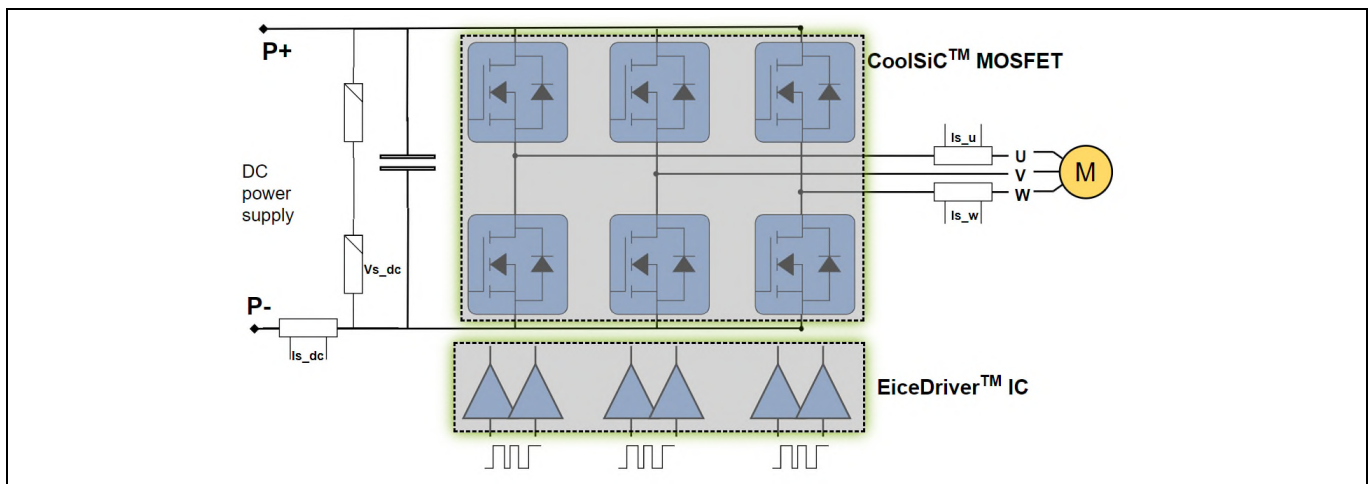 P+
CoolSiC™ MOSFET
Is_u
U
V
W
M
Is_w
DC
power
supply
Vs_dc
P-
Is_dc
EiceDriver™ IC